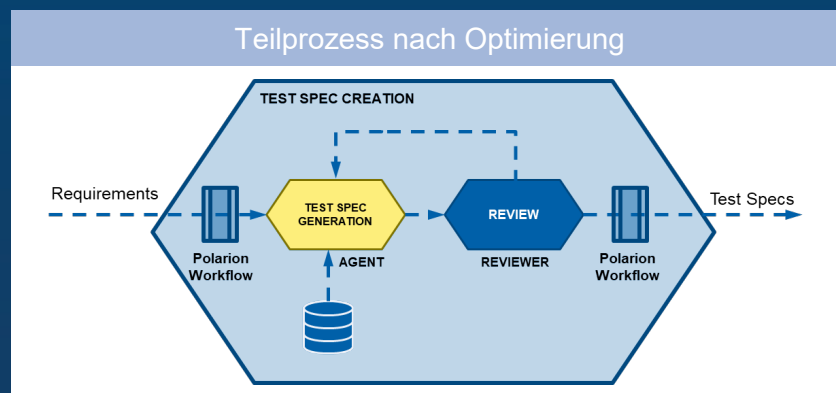 Teilprozess nach Optimierung
TEST SPEC CREATION
Requirements
TEST SPEC
GENERATION
REVIEW
Test Specs
Polarion
Workflow
AGENT
REVIEWER
Polarion
Workflow